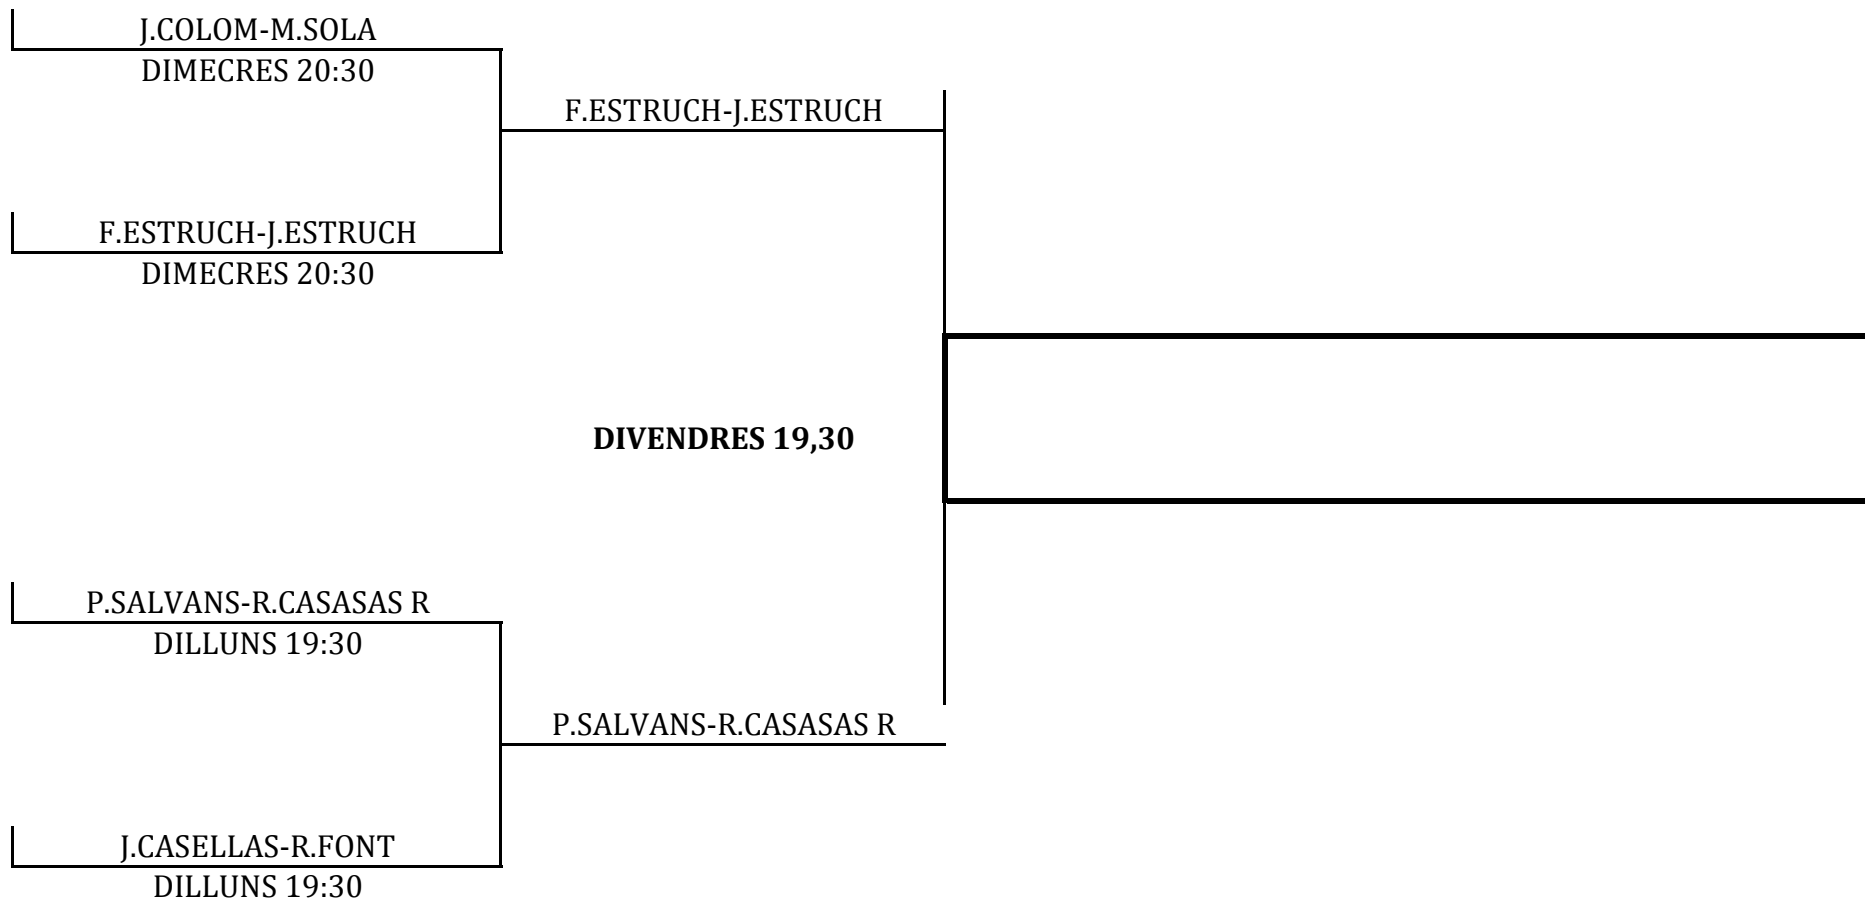 J.COLOM-M.SOLA
DIMECRES 20:30
F.ESTRUCH-J.ESTRUCH
F.ESTRUCH-J.ESTRUCH
DIMECRES 20:30
DIVENDRES 19,30
P.SALVANS-R.CASASAS R
DILLUNS 19:30
P.SALVANS-R.CASASAS R
J.CASELLAS-R.FONT
DILLUNS 19:30